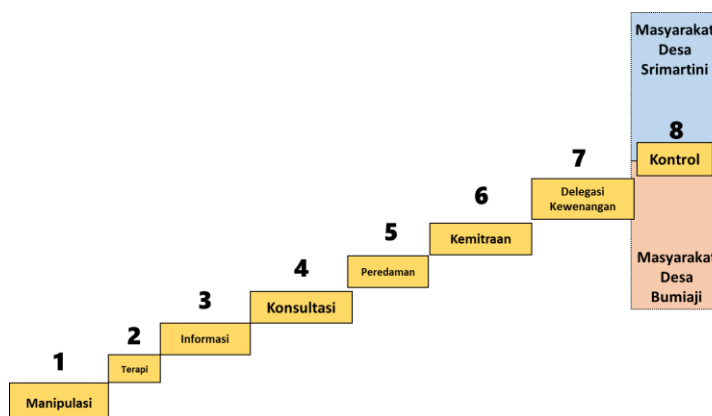 Masyarakat
Desa
Srimartini
8
Kontrol
7
Delegasi
Kewenangan
6
Kemitraan
5
Peredaman
4
Konsultasi
3
Informasi
2
Terapi
1
Manipulasi
Masyarakat
Desa
Bumiaji